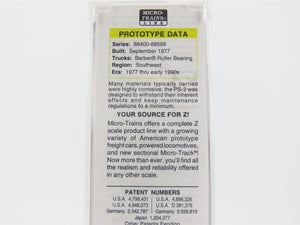 MICRO-
TRAINS
LINE
PROTOTYPE DATA
Series: 88400-88599
Built: September 1977
Trucks: Barber® Roller Bearing
Region: Southwest
Era: 1977 thru early 1990s
Many materials typically carried
were highly corrosive, the PS-2 was
designed to withstand their inherent
effects and keep maintenance
regulations to a minimum.
YOUR SOURCE FOR Z!
Micro-Trains offers a complete Z
scale product line with a growing
variety of American prototype
freight cars, powered locomotives,
and new sectional Micro-Track®!
Now more than ever, you'll find all
the realism and reliability offered
in any other scale.
PATENT NUMBERS
U.S.A. 4,799,431 U.S.A. 4,898,326
U.S.A. 4,948,073 U.S.A. D 361,376
Germany 2,542,787 Germany 2,559,813
Japan 1,204,377
Other Patents Pending